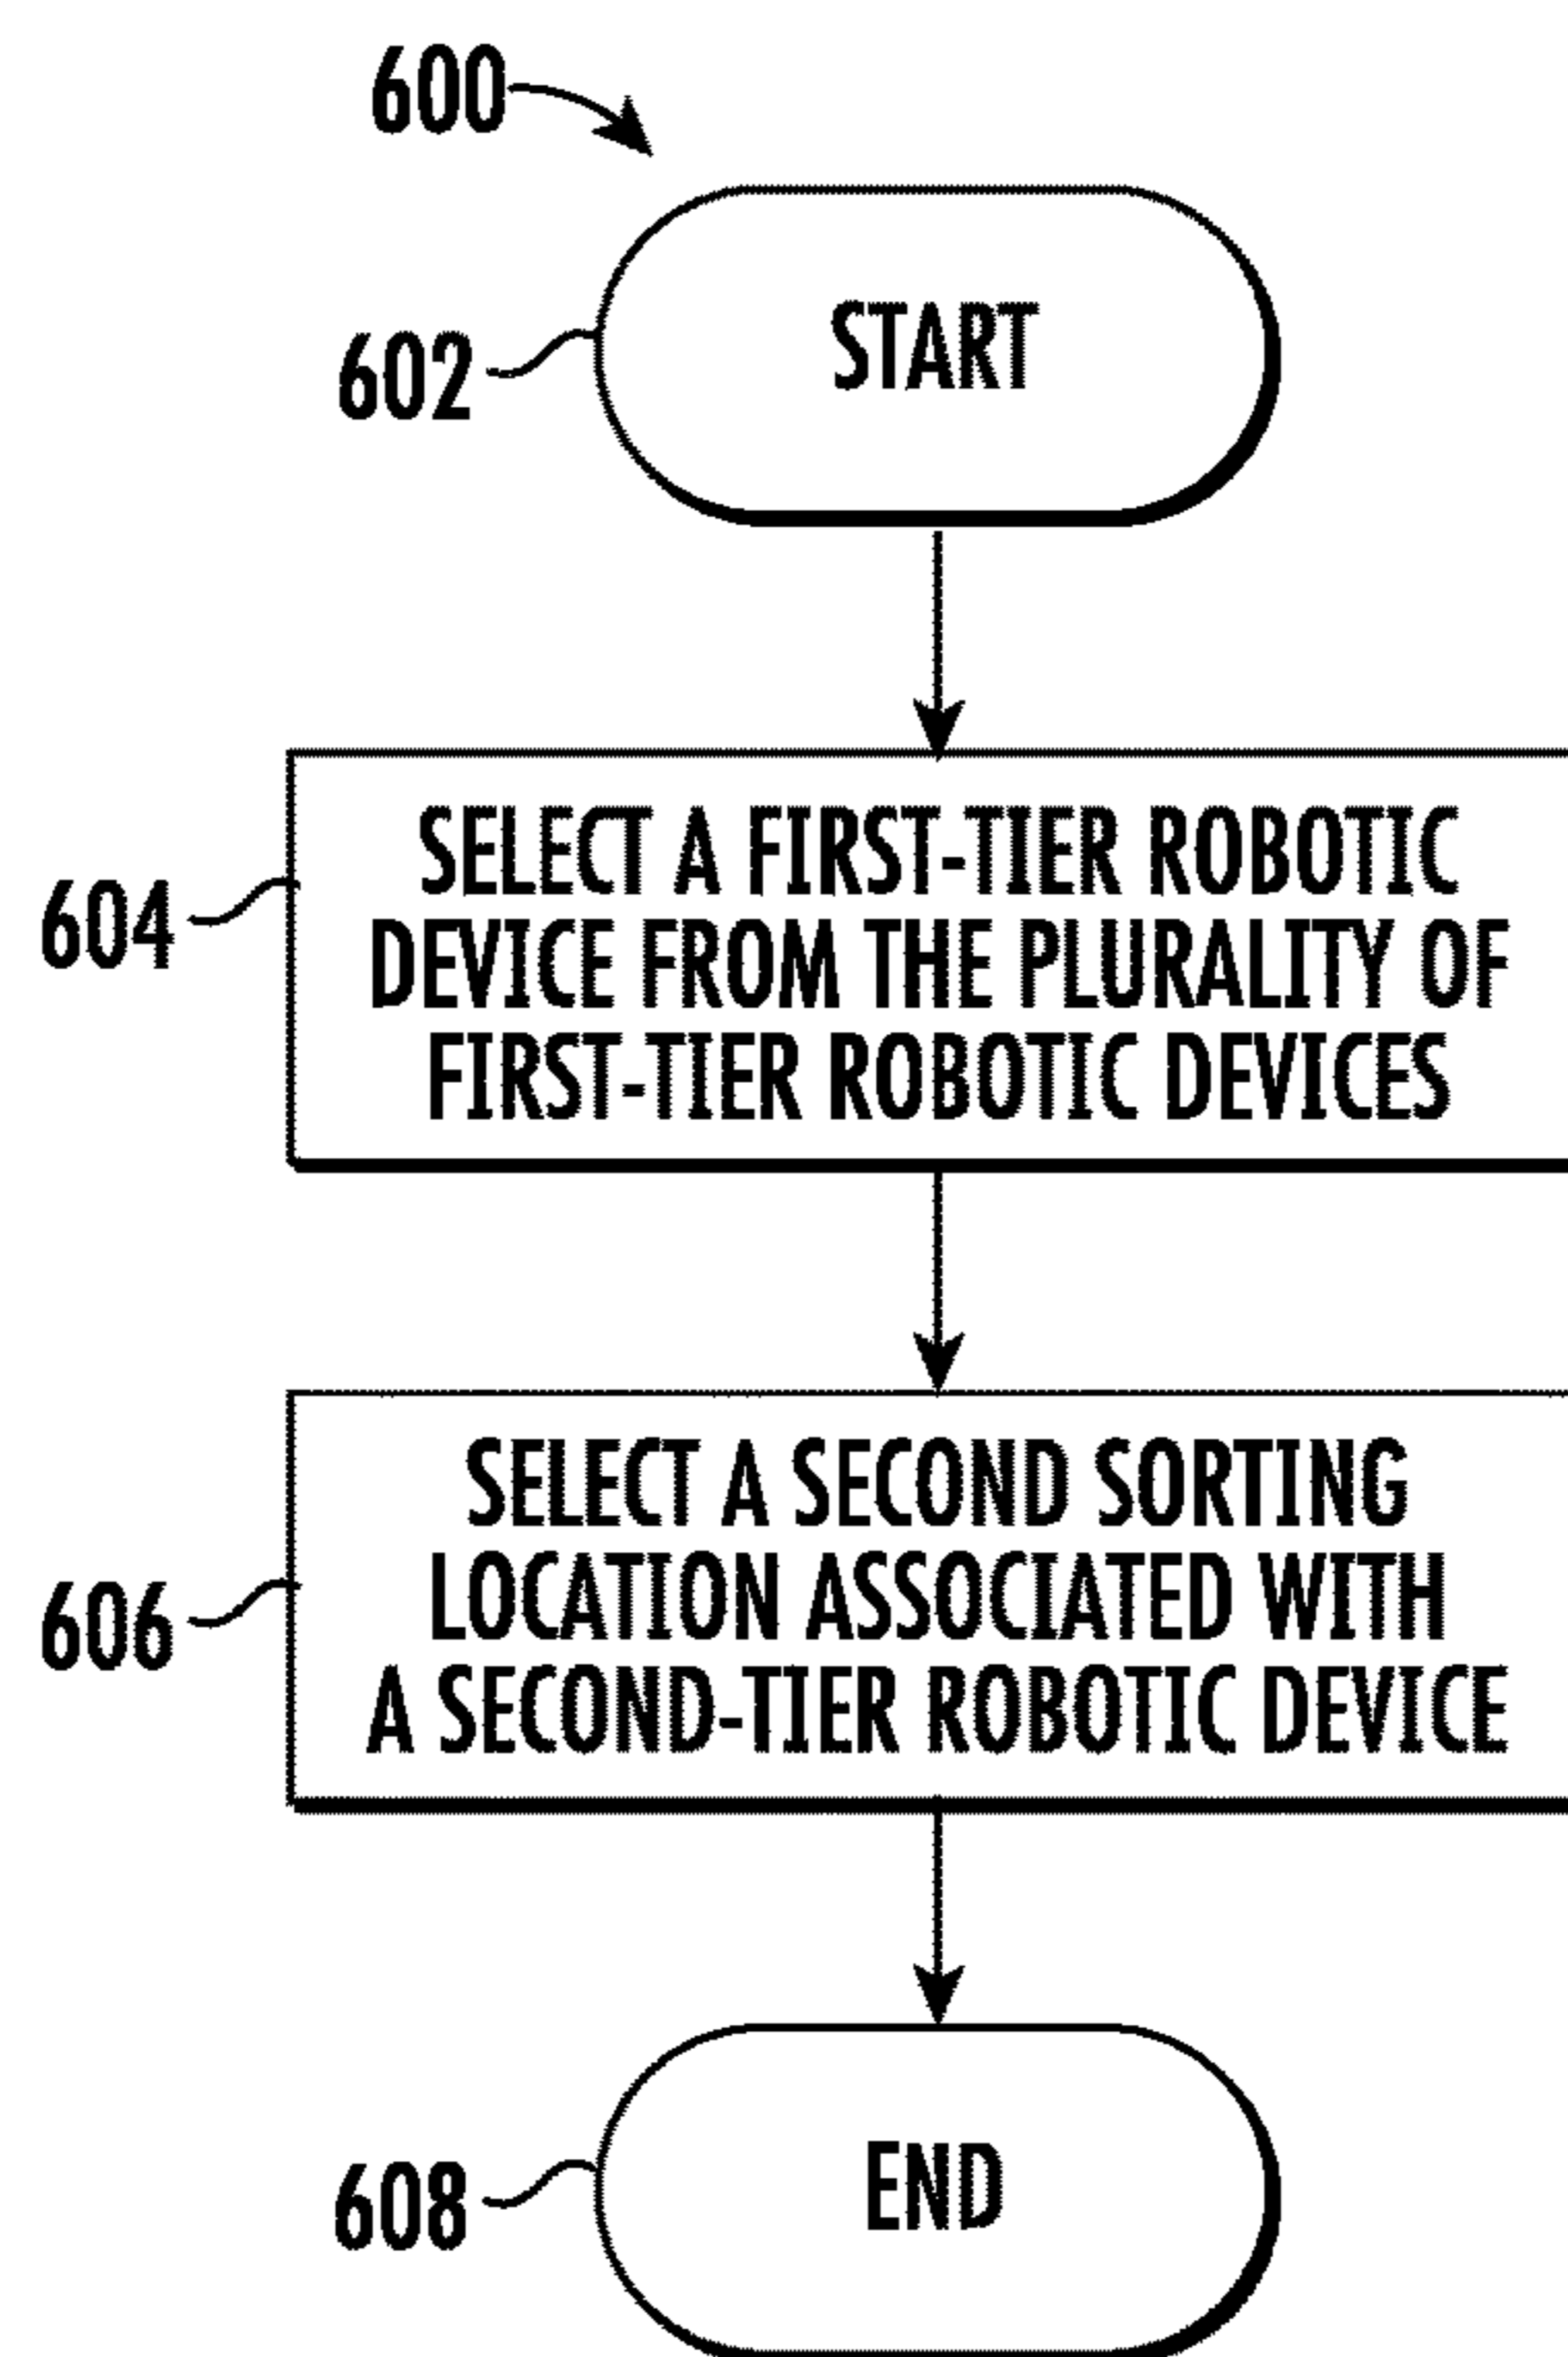 600
602
START
604
SELECT A FIRST-TIER ROBOTIC
DEVICE FROM THE PLURALITY OF
FIRST-TIER ROBOTIC DEVICES
606
SELECT A SECOND SORTING
LOCATION ASSOCIATED WITH
A SECOND-TIER ROBOTIC DEVICE
608
END